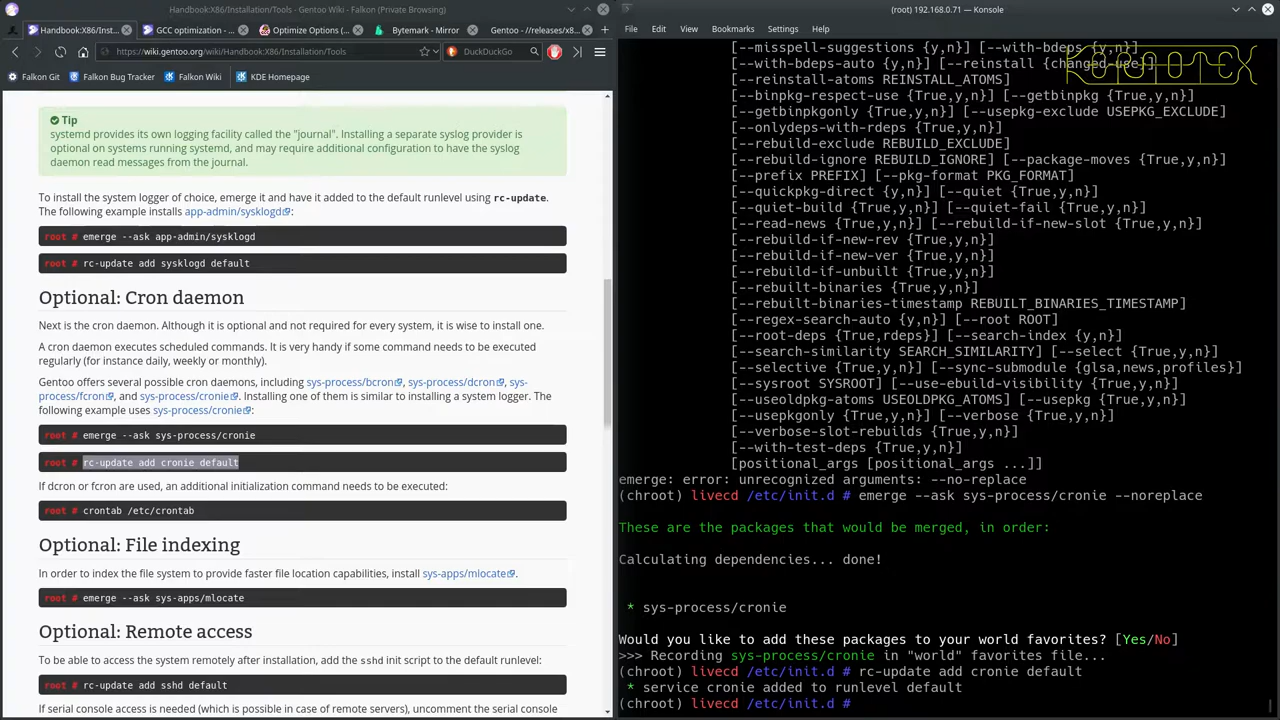 Handbook:X86/Installation/Tools - Gentoo Wiki - Falkon (Private Browsing)
Handbook:X86/Inst...
GCC optimization - ...
Optimize Options (...
Bytemark - Mirror
Gentoo - //releases/x8...
https://wiki.gentoo.org/wiki/Handbook:X86/Installation/Tools
DuckDuckGo
Falkon Git
Falkon Bug Tracker
Falkon Wiki
KDE Homepage
Tip
systemd provides its own logging facility called the "journal". Installing a separate syslog provider is
optional on systems running systemd, and may require additional configuration to have the syslog
daemon read messages from the journal.
To install the system logger of choice, emerge it and have it added to the default runlevel using rc-update.
The following example installs app-admin/sysklogd:
root # emerge --ask app-admin/sysklogd
root # rc-update add sysklogd default
Optional: Cron daemon
Next is the cron daemon. Although it is optional and not required for every system, it is wise to install one.
A cron daemon executes scheduled commands. It is very handy if some command needs to be executed
regularly (for instance daily, weekly or monthly).
Gentoo offers several possible cron daemons, including sys-process/bcron, sys-process/dcron, sys-
process/fcron, and sys-process/cronie. Installing one of them is similar to installing a system logger. The
following example uses sys-process/cronie:
root # emerge --ask sys-process/cronie
root # rc-update add cronie default
If dcron or fcron are used, an additional initialization command needs to be executed:
root # crontab /etc/crontab
Optional: File indexing
In order to index the file system to provide faster file location capabilities, install sys-apps/mlocate.
root # emerge --ask sys-apps/mlocate
Optional: Remote access
To be able to access the system remotely after installation, add the sshd init script to the default runlevel:
root # rc-update add sshd default
If serial console access is needed (which is possible in case of remote servers), uncomment the serial console
(root) 192.168.0.71 — Konsole
File Edit View Bookmarks Settings Help
[--misspell-suggestions {y,n}] [--with-bdeps {y,n}]
[--with-bdeps-auto {y,n}] [--reinstall {changed-use}]
[--reinstall-atoms REINSTALL_ATOMS]
[--binpkg-respect-use {True,y,n}] [--getbinpkg {True,y,n}]
[--getbinpkgonly {True,y,n}] [--usepkg-exclude USEPKG_EXCLUDE]
[--onlydeps-with-rdeps {True,y,n}]
[--rebuild-exclude REBUILD_EXCLUDE]
[--rebuild-ignore REBUILD_IGNORE] [--package-moves {True,y,n}]
[--prefix PREFIX] [--pkg-format PKG_FORMAT]
[--quickpkg-direct {y,n}] [--quiet {True,y,n}]
[--quiet-build {True,y,n}] [--quiet-fail {True,y,n}]
[--read-news {True,y,n}] [--rebuild-if-new-slot {True,y,n}]
[--rebuild-if-new-rev {True,y,n}]
[--rebuild-if-new-ver {True,y,n}]
[--rebuild-if-unbuilt {True,y,n}]
[--rebuilt-binaries {True,y,n}]
[--rebuilt-binaries-timestamp REBUILT_BINARIES_TIMESTAMP]
[--regex-search-auto {y,n}] [--root ROOT]
[--root-deps {True,rdeps}] [--search-index {y,n}]
[--search-similarity SEARCH_SIMILARITY] [--select {True,y,n}]
[--selective {True,y,n}] [--sync-submodule {glsa,news,profiles}]
[--sysroot SYSROOT] [--use-ebuild-visibility {True,y,n}]
[--useoldpkg-atoms USEOLDPKG_ATOMS] [--usepkg {True,y,n}]
[--usepkgonly {True,y,n}] [--verbose {True,y,n}]
[--verbose-slot-rebuilds {True,y,n}]
[--with-test-deps {True,y,n}]
[positional_args [positional_args ...]]
emerge: error: unrecognized arguments: --no-replace
(chroot) livecd /etc/init.d # emerge --ask sys-process/cronie --noreplace
These are the packages that would be merged, in order:
Calculating dependencies... done!
* sys-process/cronie
Would you like to add these packages to your world favorites? [Yes/No]
>>> Recording sys-process/cronie in "world" favorites file...
(chroot) livecd /etc/init.d # rc-update add cronie default
* service cronie added to runlevel default
(chroot) livecd /etc/init.d #